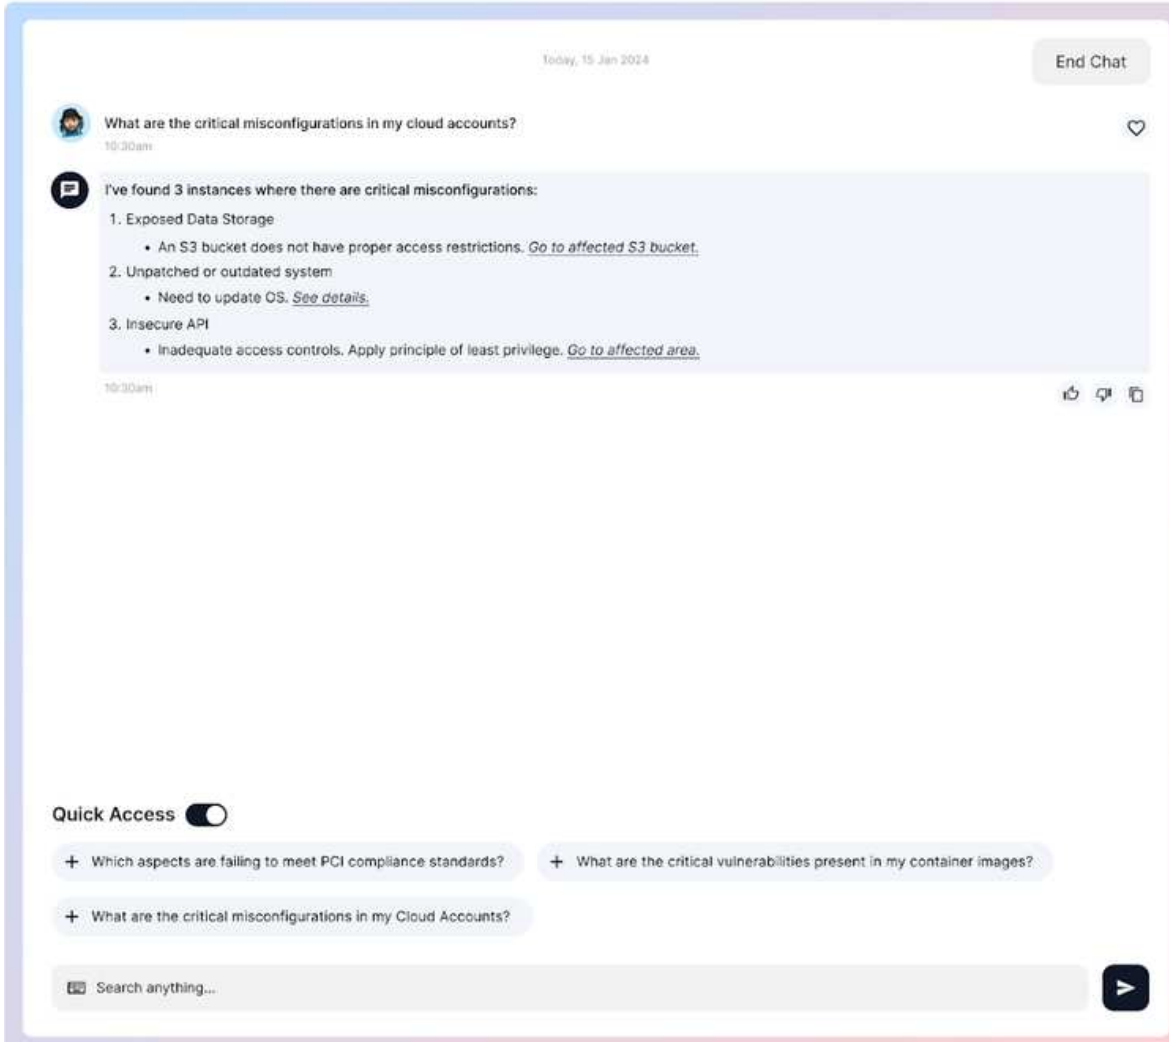 Today, 15 Jan 2024
End Chat
What are the critical misconfigurations in my cloud accounts?
10:30am
I've found 3 instances where there are critical misconfigurations:
1. Exposed Data Storage
• An S3 bucket does not have proper access restrictions. Go to affected S3 bucket.
2. Unpatched or outdated system
• Need to update OS. See details.
3. Insecure API
• Inadequate access controls. Apply principle of least privilege. Go to affected area.
10:30am
Quick Access
+ Which aspects are failing to meet PCI compliance standards?
+ What are the critical vulnerabilities present in my container images?
+ What are the critical misconfigurations in my Cloud Accounts?
Search anything...